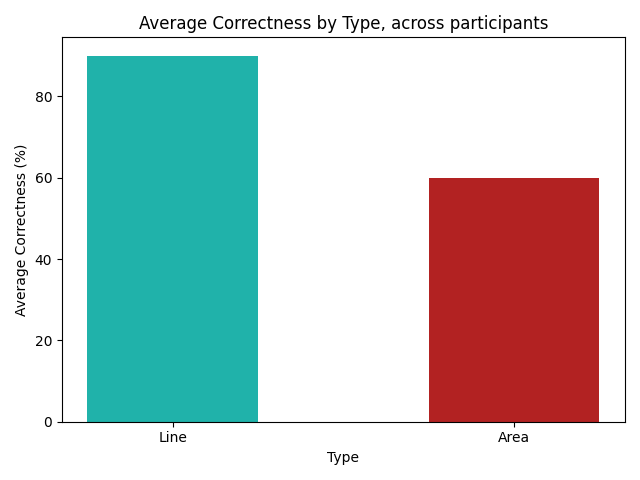 Average Correctness by Type, across participants
Average Correctness (%)
80
60
40
20
0
Line
Area
Type